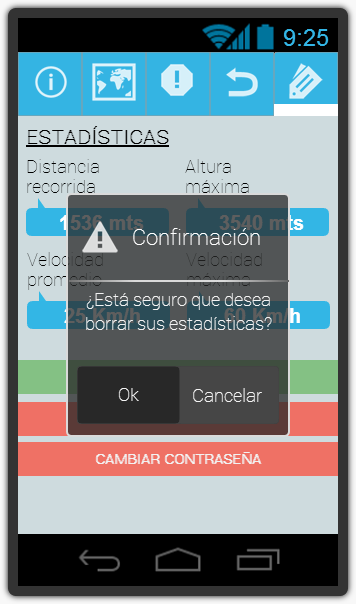 9:25
ESTADÍSTICAS
Distancia
recorrida
Altura
máxima
1536 mts
3540 mts
Velocidad
promedio
Velocidad
máxima
25 Km/h
60 Km/h
Confirmación
¿Está seguro que desea
borrar sus estadísticas?
Ok
Cancelar
CAMBIAR CONTRASEÑA